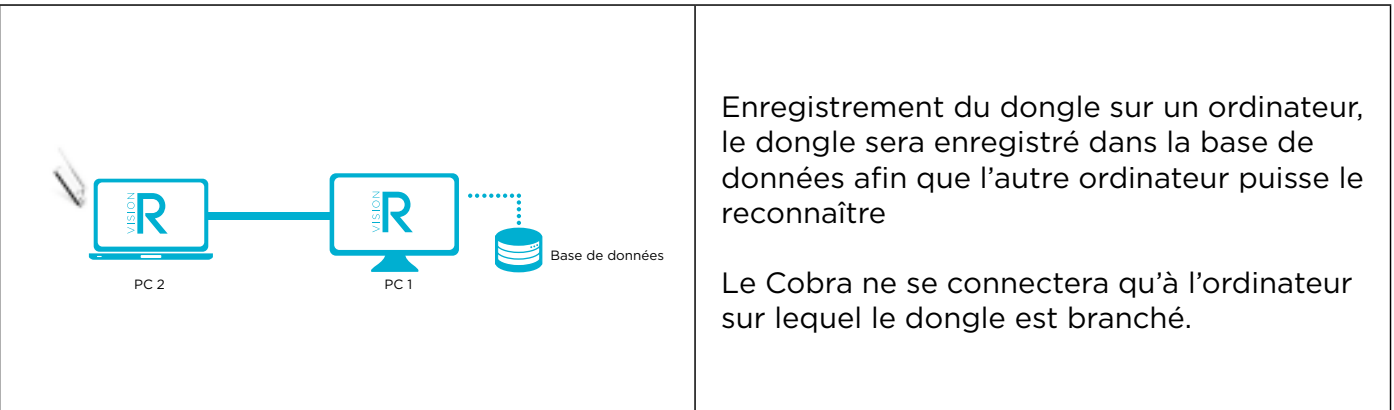 VISION
R
VISION
R
Base de données
PC 2
PC 1
Enregistrement du dongle sur un ordinateur,
le dongle sera enregistré dans la base de
données afin que l’autre ordinateur puisse le
reconnaître
Le Cobra ne se connectera qu’à l’ordinateur
sur lequel le dongle est branché.